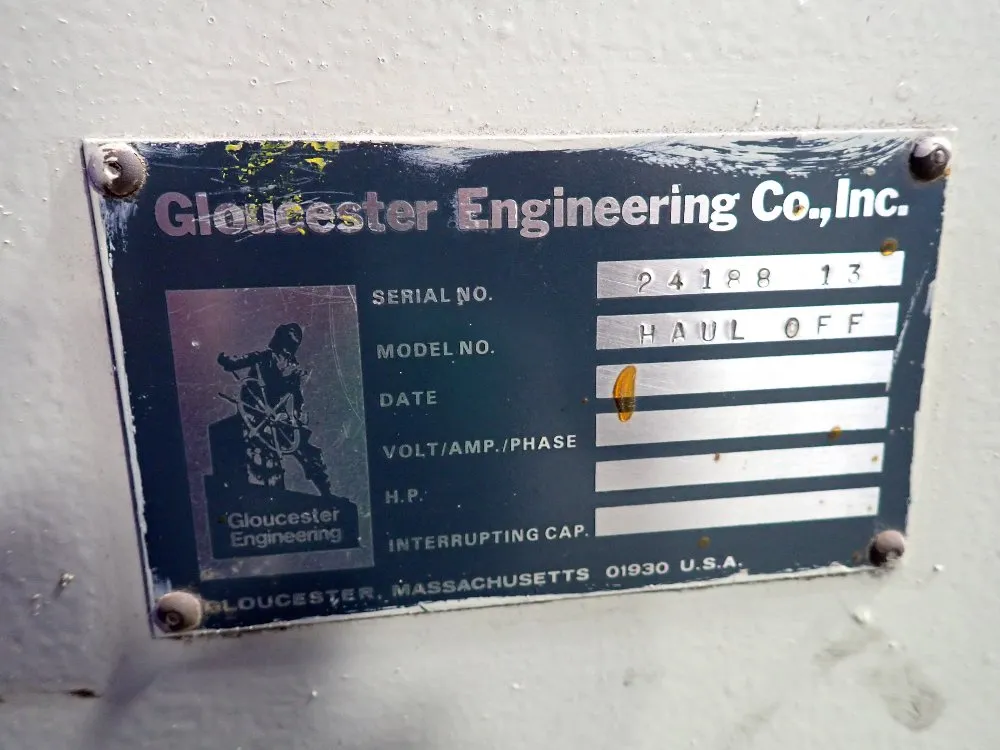 Gloucester Engineering Co., Inc.
SERIAL NO. 24188 13
MODEL NO. HAUL OFF
DATE
VOLT/AMP./PHASE
H.P.
INTERRUPTING CAP.
Gloucester
Engineering
GLOUCESTER, MASSACHUSETTS 01930 U.S.A.